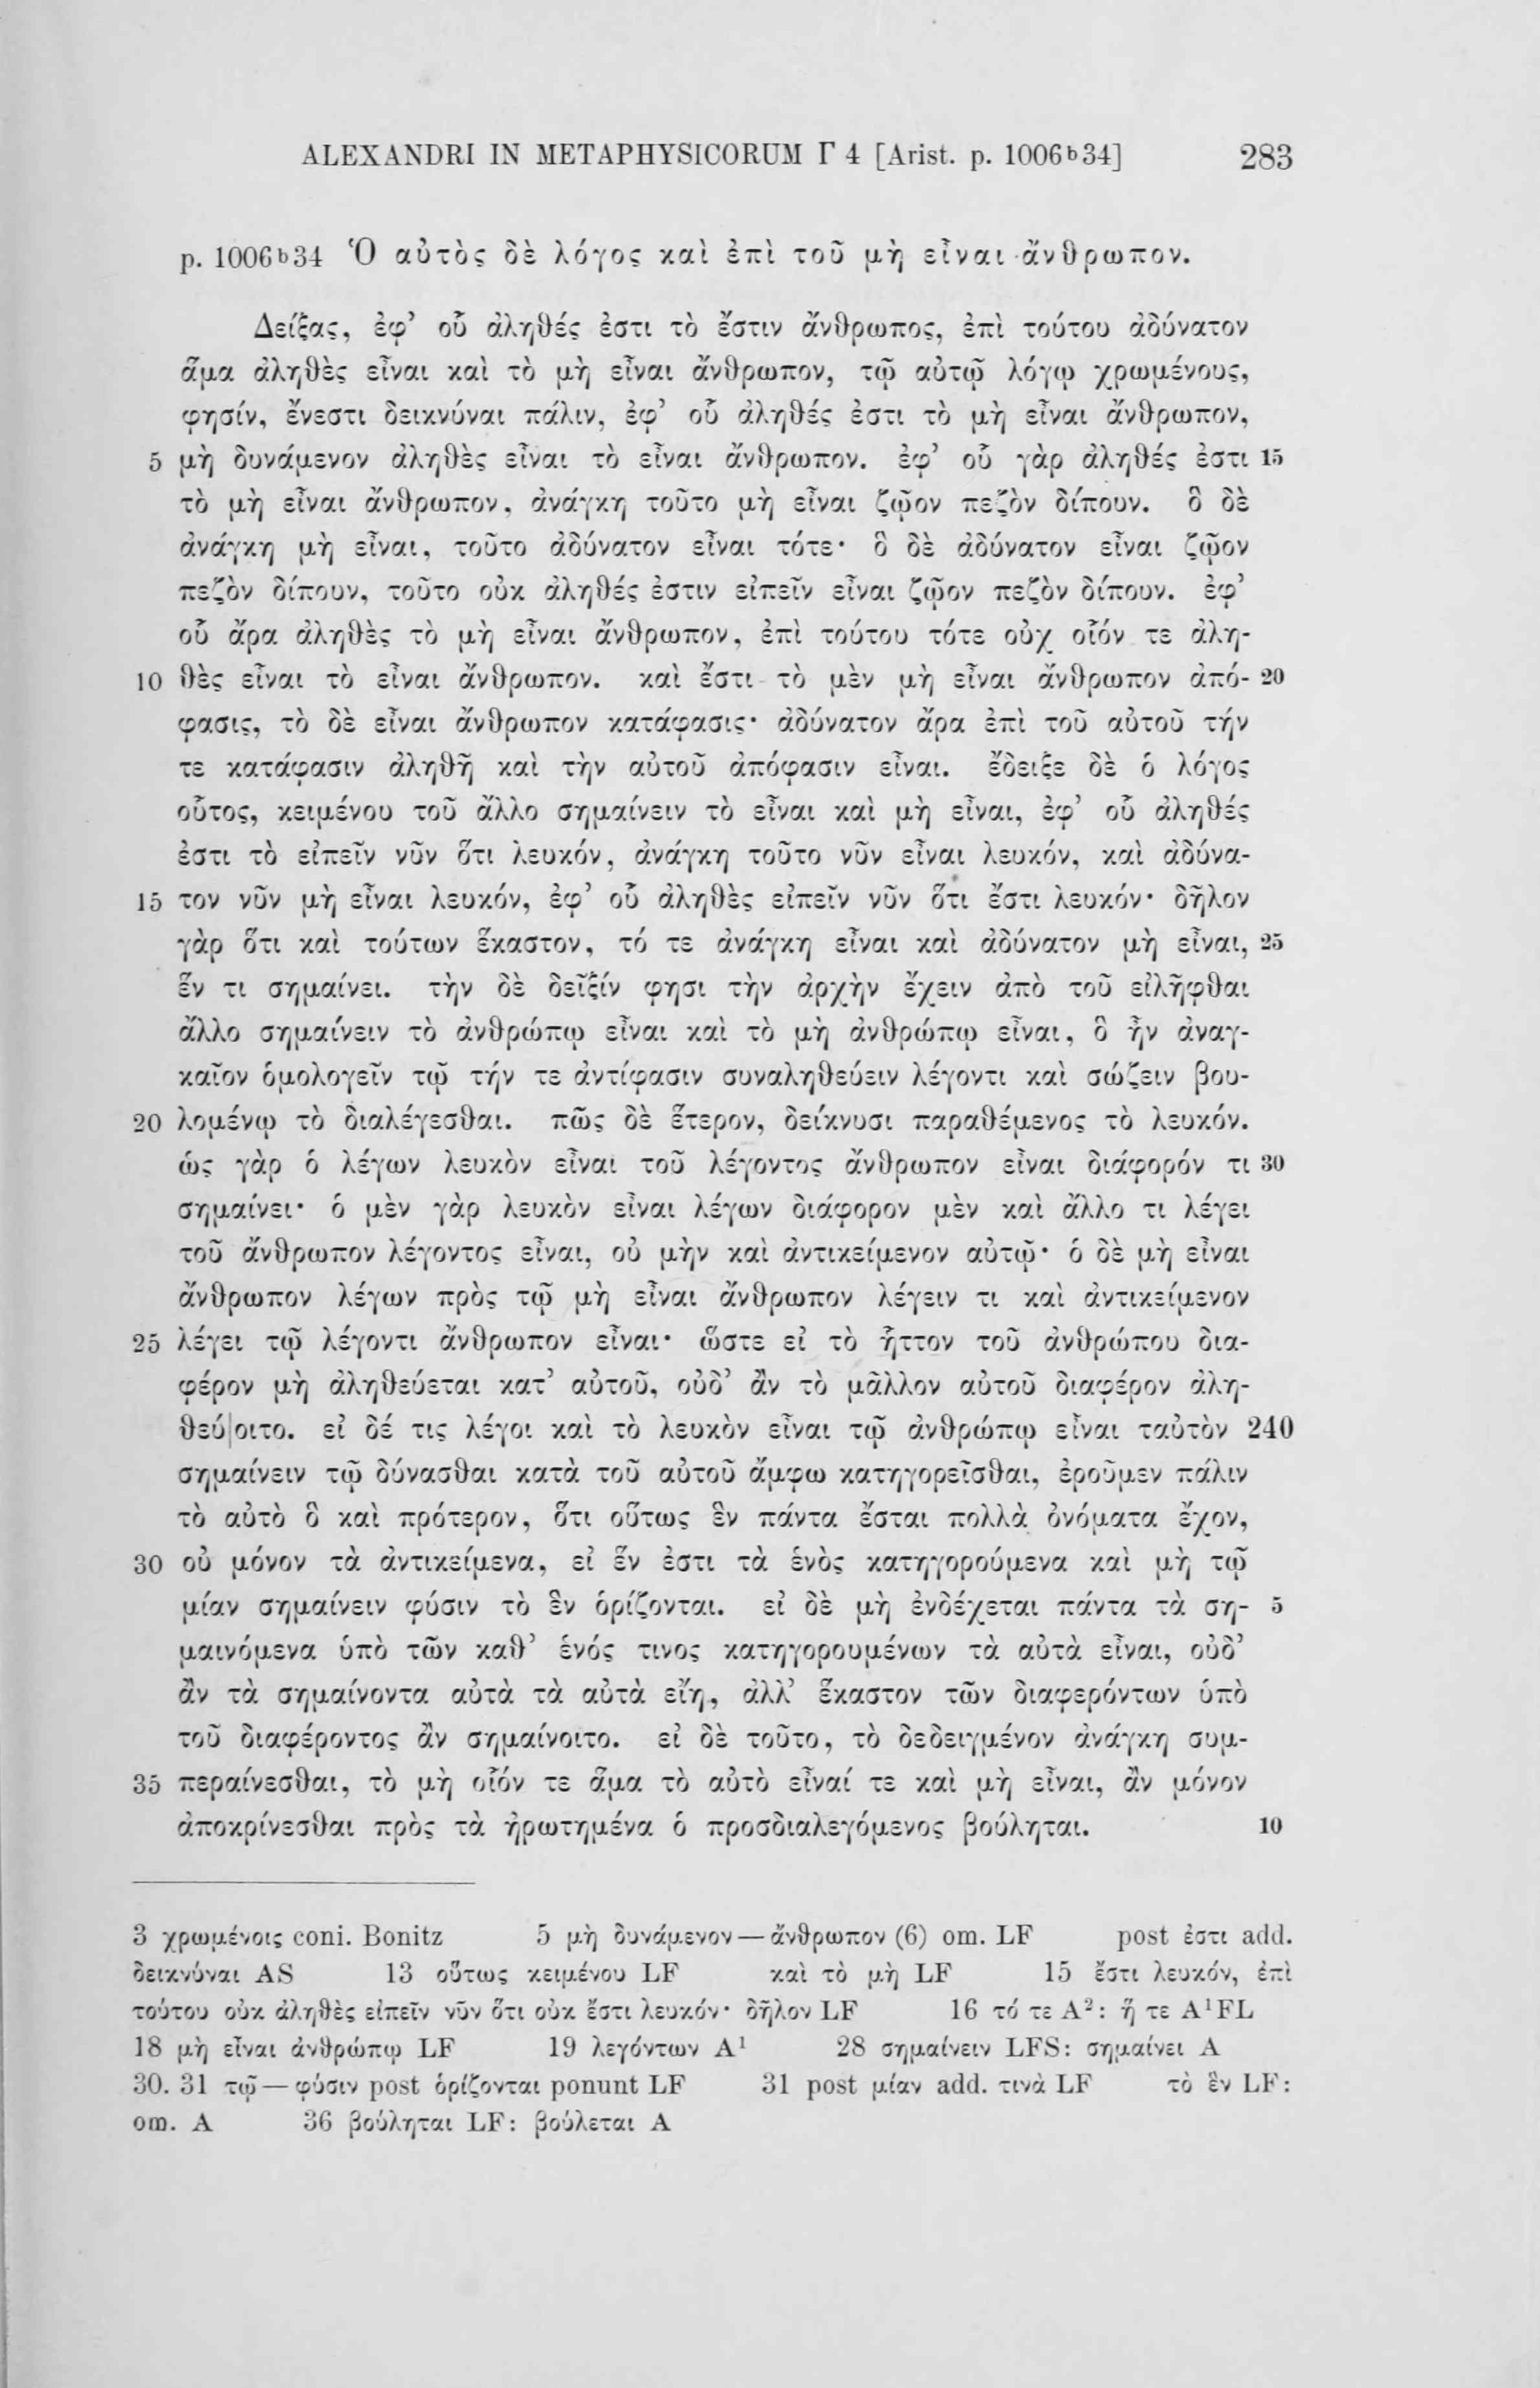 ALEXANDRI IN METAPHYSICORUM Γ 4 [Arist. p. 1006ᵇ34] 283
p. 1006ᵇ34 Ὁ αὐτὸς δὲ λόγος καὶ ἐπὶ τοῦ μὴ εἶναι ἄνθρωπον.
Δείξας, ἐφ’ οὗ ἀληθές ἐστι τὸ ἔστιν ἄνθρωπος, ἐπὶ τούτου ἀδύνατον
ἅμα ἀληθὲς εἶναι καὶ τὸ μὴ εἶναι ἄνθρωπον, τῷ αὐτῷ λόγῳ χρωμένους,
φησίν, ἔνεστι δεικνύναι πάλιν, ἐφ’ οὗ ἀληθές ἐστι τὸ μὴ εἶναι ἄνθρωπον,
5 μὴ δυνάμενον ἀληθὲς εἶναι τὸ εἶναι ἄνθρωπον. ἐφ’ οὗ γὰρ ἀληθές ἐστι 15
τὸ μὴ εἶναι ἄνθρωπον, ἀνάγκη τοῦτο μὴ εἶναι ζῷον πεζὸν δίπουν. ὃ δὲ
ἀνάγκη μὴ εἶναι, τοῦτο ἀδύνατον εἶναι τότε· ὃ δὲ ἀδύνατον εἶναι ζῷον
πεζὸν δίπουν, τοῦτο οὐκ ἀληθές ἐστιν εἰπεῖν εἶναι ζῷον πεζὸν δίπουν. ἐφ’
οὗ ἄρα ἀληθὲς τὸ μὴ εἶναι ἄνθρωπον, ἐπὶ τούτου τότε οὐχ οἷόν τε ἀλη-
10 θὲς εἶναι τὸ εἶναι ἄνθρωπον. καὶ ἔστι τὸ μὲν μὴ εἶναι ἄνθρωπον ἀπό- 20
φασις, τὸ δὲ εἶναι ἄνθρωπον κατάφασις· ἀδύνατον ἄρα ἐπὶ τοῦ αὐτοῦ τήν
τε κατάφασιν ἀληθῆ καὶ τὴν αὐτοῦ ἀπόφασιν εἶναι. ἔδειξε δὲ ὁ λόγος
οὗτος, κειμένου τοῦ ἄλλο σημαίνειν τὸ εἶναι καὶ μὴ εἶναι, ἐφ’ οὗ ἀληθές
ἐστι τὸ εἰπεῖν νῦν ὅτι λευκόν, ἀνάγκη τοῦτο νῦν εἶναι λευκόν, καὶ ἀδύνα-
15 τον νῦν μὴ εἶναι λευκόν, ἐφ’ οὗ ἀληθὲς εἰπεῖν νῦν ὅτι ἔστι λευκόν· δῆλον
γὰρ ὅτι καὶ τούτων ἕκαστον, τό τε ἀνάγκη εἶναι καὶ ἀδύνατον μὴ εἶναι, 25
ἕν τι σημαίνει. τὴν δὲ δεῖξίν φησι τὴν ἀρχὴν ἔχειν ἀπὸ τοῦ εἰλῆφθαι
ἄλλο σημαίνειν τὸ ἀνθρώπῳ εἶναι καὶ τὸ μὴ ἀνθρώπῳ εἶναι, ὃ ἦν ἀναγ-
καῖον ὁμολογεῖν τῷ τήν τε ἀντίφασιν συναληθεύειν λέγοντι καὶ σώζειν βου-
20 λομένῳ τὸ διαλέγεσθαι. πῶς δὲ ἕτερον, δείκνυσι παραθέμενος τὸ λευκόν.
ὡς γὰρ ὁ λέγων λευκὸν εἶναι τοῦ λέγοντος ἄνθρωπον εἶναι διάφορόν τι 30
σημαίνει· ὁ μὲν γὰρ λευκὸν εἶναι λέγων διάφορον μὲν καὶ ἄλλο τι λέγει
τοῦ ἄνθρωπον λέγοντος εἶναι, οὐ μὴν καὶ ἀντικείμενον αὐτῷ· ὁ δὲ μὴ εἶναι
ἄνθρωπον λέγων πρὸς τῷ μὴ εἶναι ἄνθρωπον λέγειν τι καὶ ἀντικείμενον
25 λέγει τῷ λέγοντι ἄνθρωπον εἶναι· ὥστε εἰ τὸ ἧττον τοῦ ἀνθρώπου δια-
φέρον μὴ ἀληθεύεται κατ’ αὐτοῦ, οὐδ’ ἂν τὸ μᾶλλον αὐτοῦ διαφέρον ἀλη-
θεύ|οιτο. εἰ δέ τις λέγοι καὶ τὸ λευκὸν εἶναι τῷ ἀνθρώπῳ εἶναι ταὐτὸν 240
σημαίνειν τῷ δύνασθαι κατὰ τοῦ αὐτοῦ ἄμφω κατηγορεῖσθαι, ἐροῦμεν πάλιν
τὸ αὐτὸ ὃ καὶ πρότερον, ὅτι οὕτως ἓν πάντα ἔσται πολλὰ ὀνόματα ἔχον,
30 οὐ μόνον τὰ ἀντικείμενα, εἰ ἕν ἐστι τὰ ἑνὸς κατηγορούμενα καὶ μὴ τῷ
μίαν σημαίνειν φύσιν τὸ ἓν ὁρίζονται. εἰ δὲ μὴ ἐνδέχεται πάντα τὰ ση- 5
μαινόμενα ὑπὸ τῶν καθ’ ἑνός τινος κατηγορουμένων τὰ αὐτὰ εἶναι, οὐδ’
ἂν τὰ σημαίνοντα αὐτὰ τὰ αὐτὰ εἴη, ἀλλ’ ἕκαστον τῶν διαφερόντων ὑπὸ
τοῦ διαφέροντος ἂν σημαίνοιτο. εἰ δὲ τοῦτο, τὸ δεδειγμένον ἀνάγκη συμ-
35 περαίνεσθαι, τὸ μὴ οἷόν τε ἅμα τὸ αὐτὸ εἶναί τε καὶ μὴ εἶναι, ἂν μόνον
ἀποκρίνεσθαι πρὸς τὰ ἠρωτημένα ὁ προσδιαλεγόμενος βούληται. 10
3 χρωμένοις coni. Bonitz 5 μὴ δυνάμενον — ἄνθρωπον (6) om. LF post ἐστι add.
δεικνύναι AS 13 οὕτως κειμένου LF καὶ τὸ μὴ LF 15 ἔστι λευκόν, ἐπὶ
τούτου οὐκ ἀληθὲς εἰπεῖν νῦν ὅτι οὐκ ἔστι λευκόν· δῆλον LF 16 τό τε A²: ἥ τε A¹FL
18 μὴ εἶναι ἀνθρώπῳ LF 19 λεγόντων A¹ 28 σημαίνειν LFS: σημαίνει A
30. 31 τῷ — φύσιν post ὁρίζονται ponunt LF 31 post μίαν add. τινὰ LF τὸ ἓν LF:
om. A 36 βούληται LF: βούλεται A